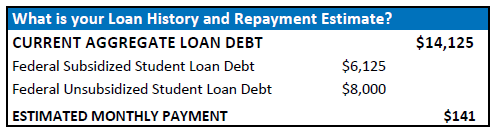 What is your Loan History and Repayment Estimate?
CURRENT AGGREGATE LOAN DEBT $14,125
Federal Subsidized Student Loan Debt $6,125
Federal Unsubsidized Student Loan Debt $8,000
ESTIMATED MONTHLY PAYMENT $141